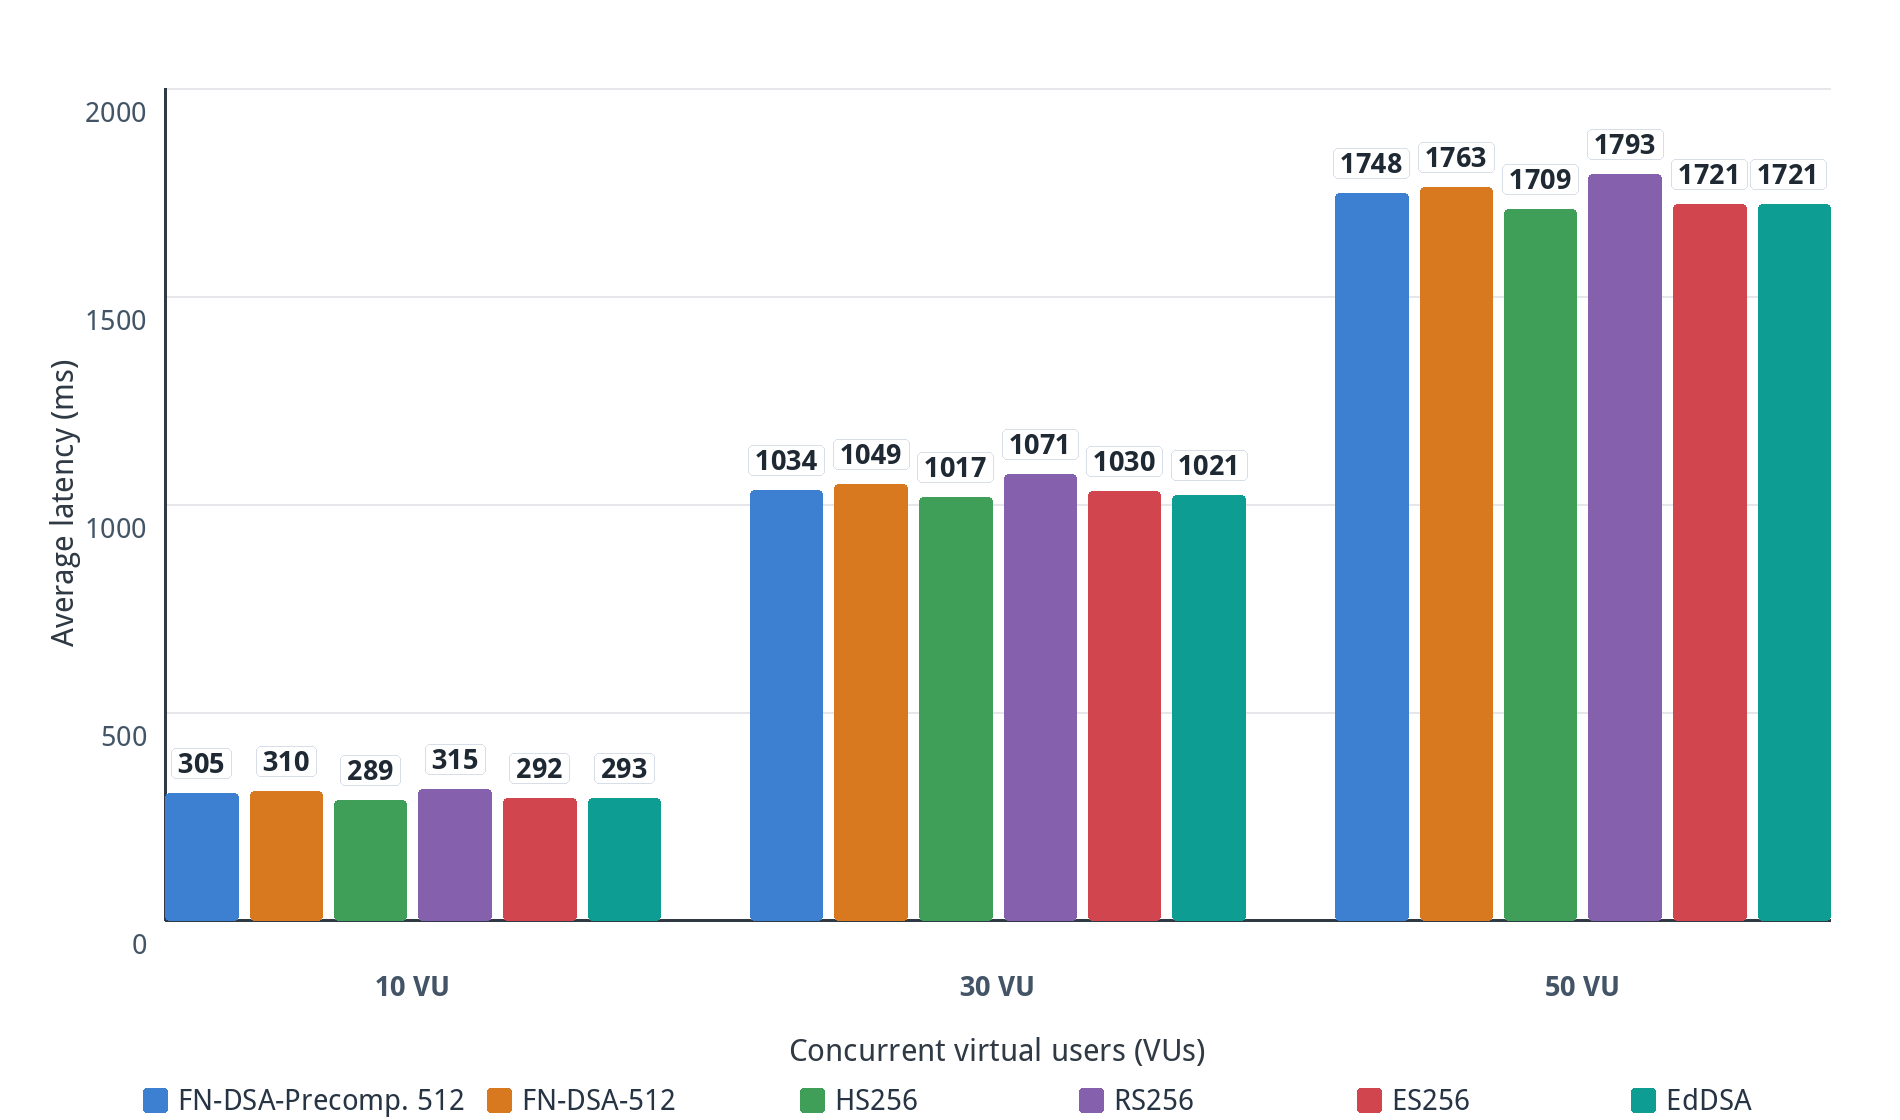 2000
1500
1000
500
0
Average latency (ms)
305 310 289 315 292 293
1034 1049 1017 1071 1030 1021
1748 1763 1709 1793 1721 1721
10 VU 30 VU 50 VU
Concurrent virtual users (VUs)
FN-DSA-Precomp. 512 FN-DSA-512 HS256 RS256 ES256 EdDSA